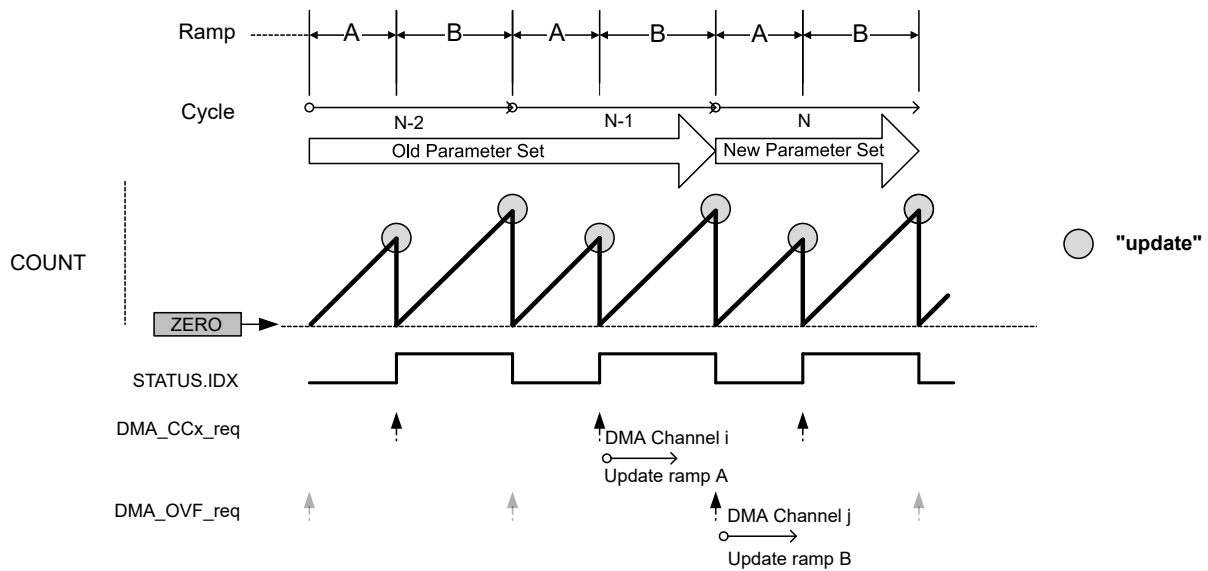 Ramp
A B A B A B
Cycle
N-2 N-1 N
Old Parameter Set New Parameter Set
COUNT
"update"
ZERO
STATUS.IDX
DMA_CCx_req
DMA Channel i
Update ramp A
DMA_OVF_req
DMA Channel j
Update ramp B